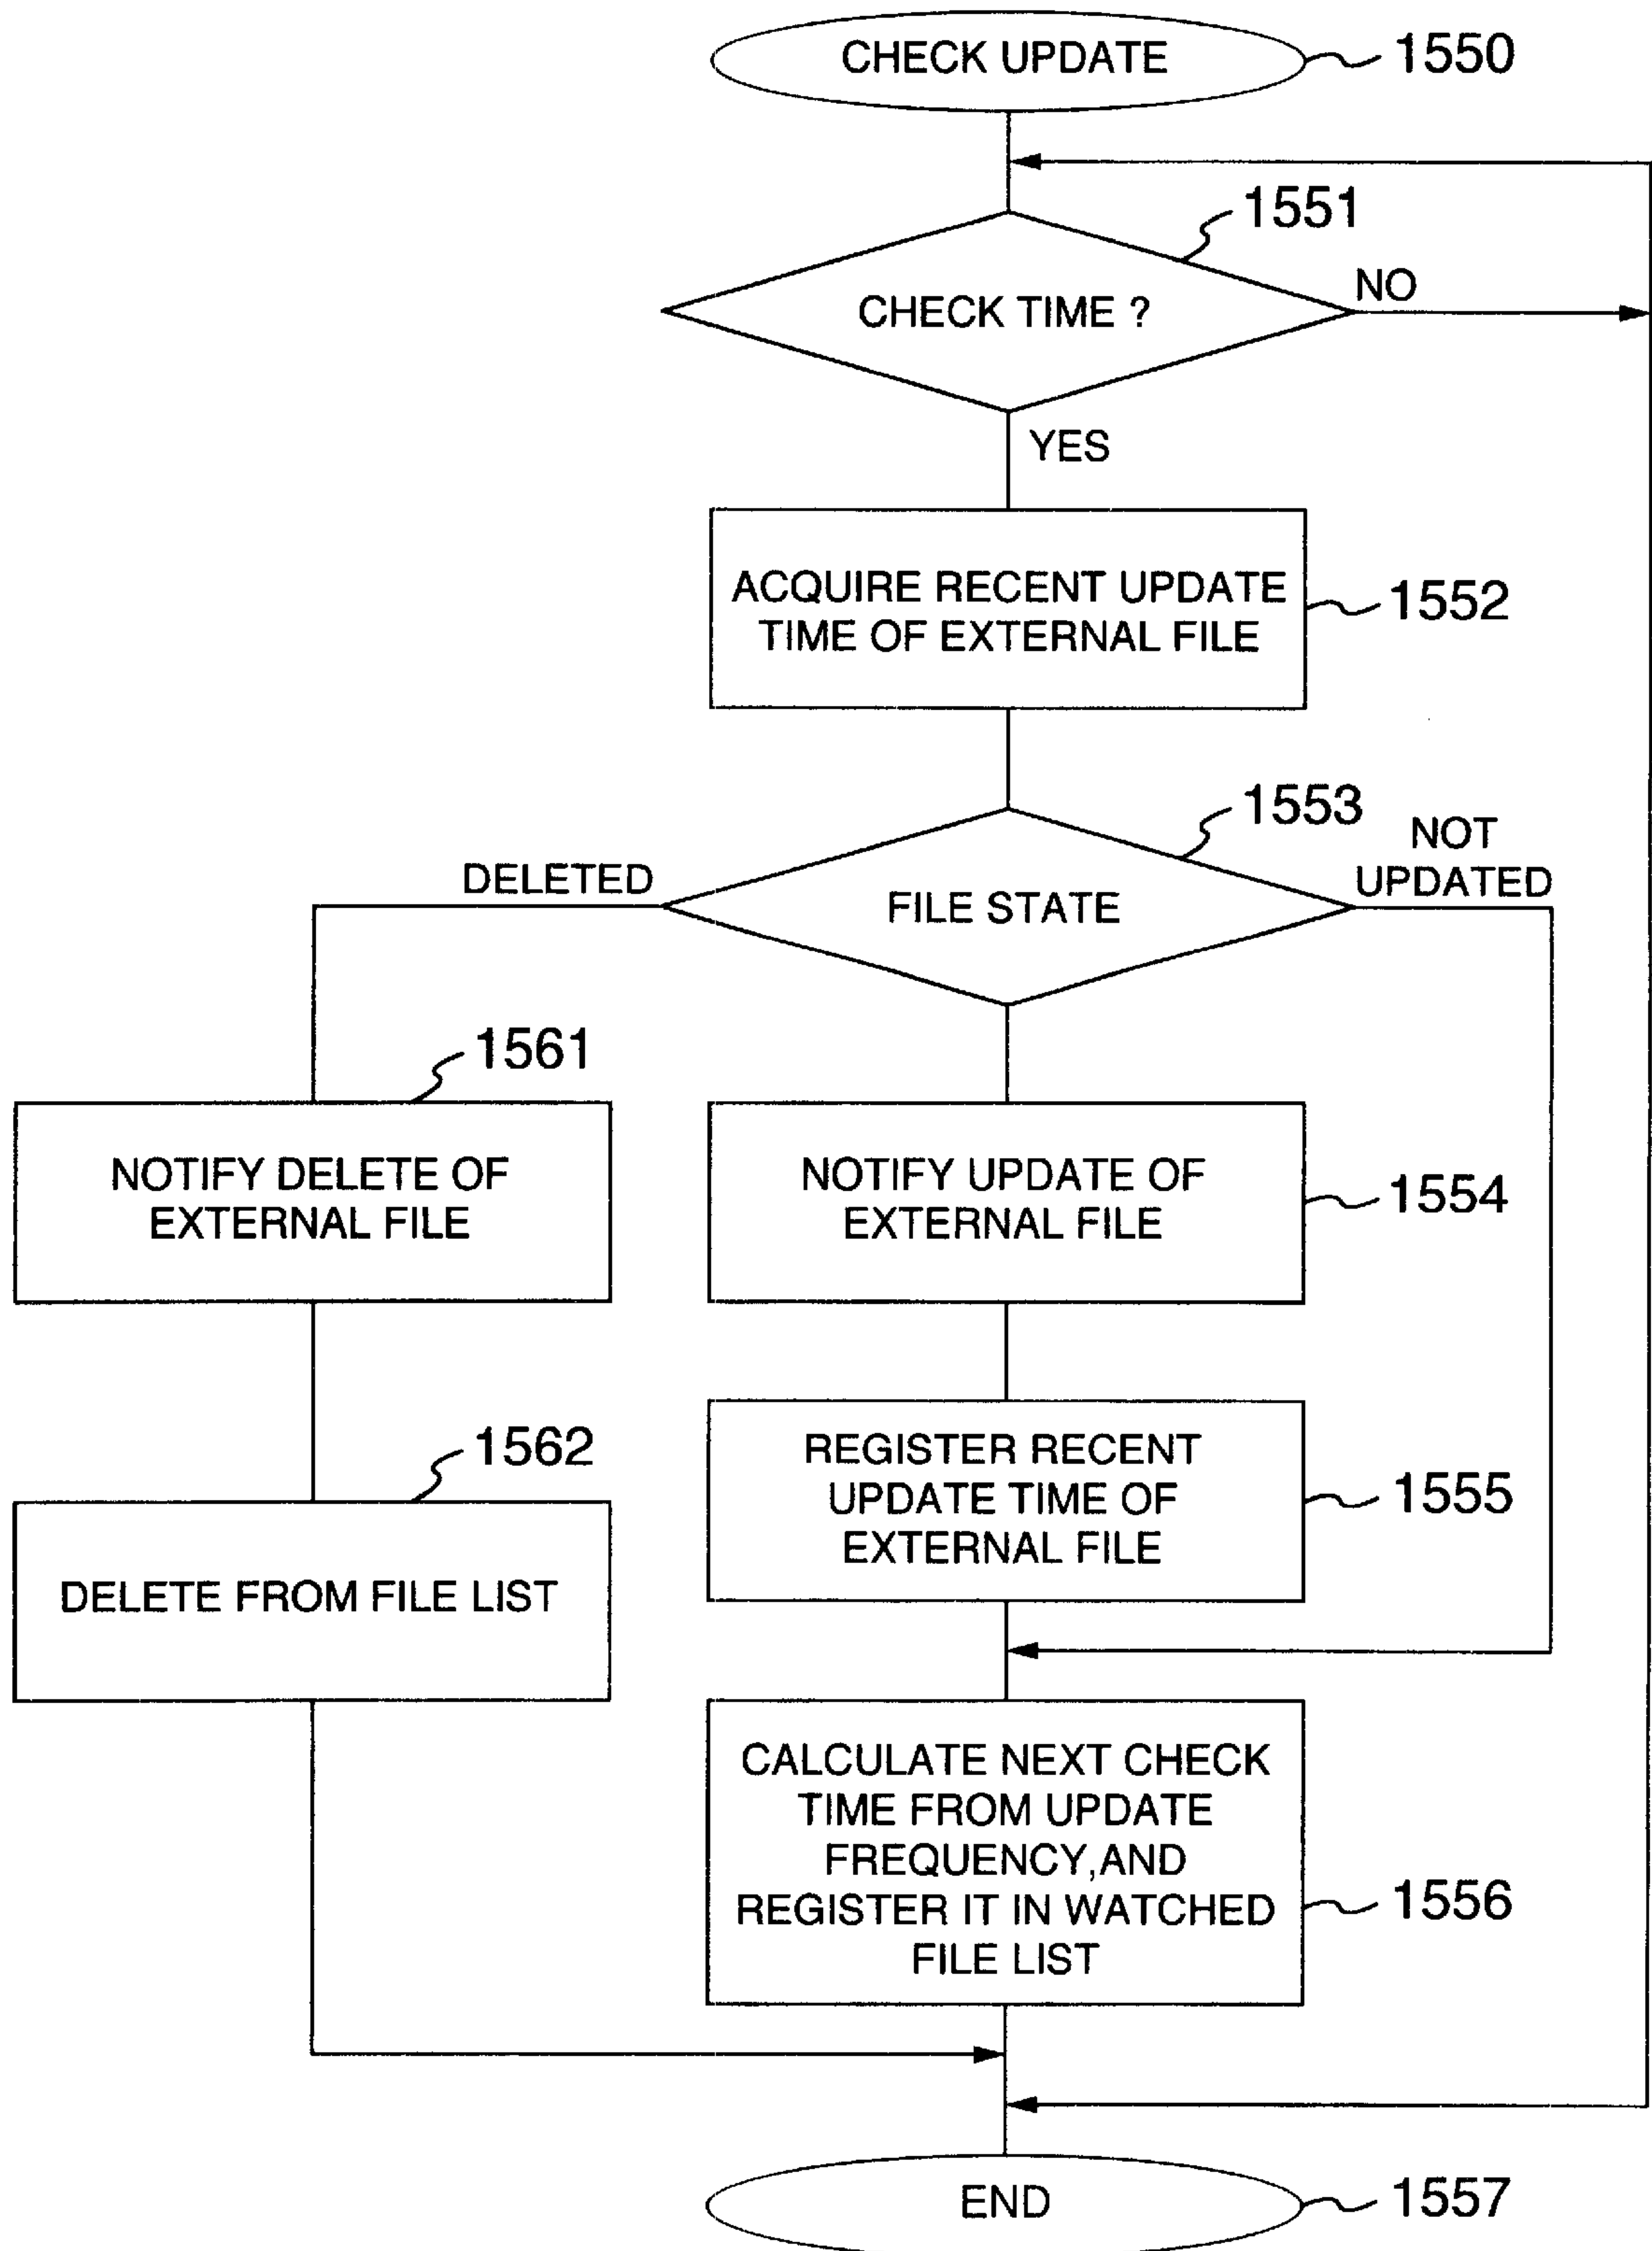 CHECK UPDATE
1550
1551
CHECK TIME ?
NO
YES
ACQUIRE RECENT UPDATE
TIME OF EXTERNAL FILE
1552
1553
DELETED
FILE STATE
NOT
UPDATED
1561
NOTIFY DELETE OF
EXTERNAL FILE
NOTIFY UPDATE OF
EXTERNAL FILE
1554
1562
DELETE FROM FILE LIST
REGISTER RECENT
UPDATE TIME OF
EXTERNAL FILE
1555
CALCULATE NEXT CHECK
TIME FROM UPDATE
FREQUENCY,AND
REGISTER IT IN WATCHED
FILE LIST
1556
END
1557